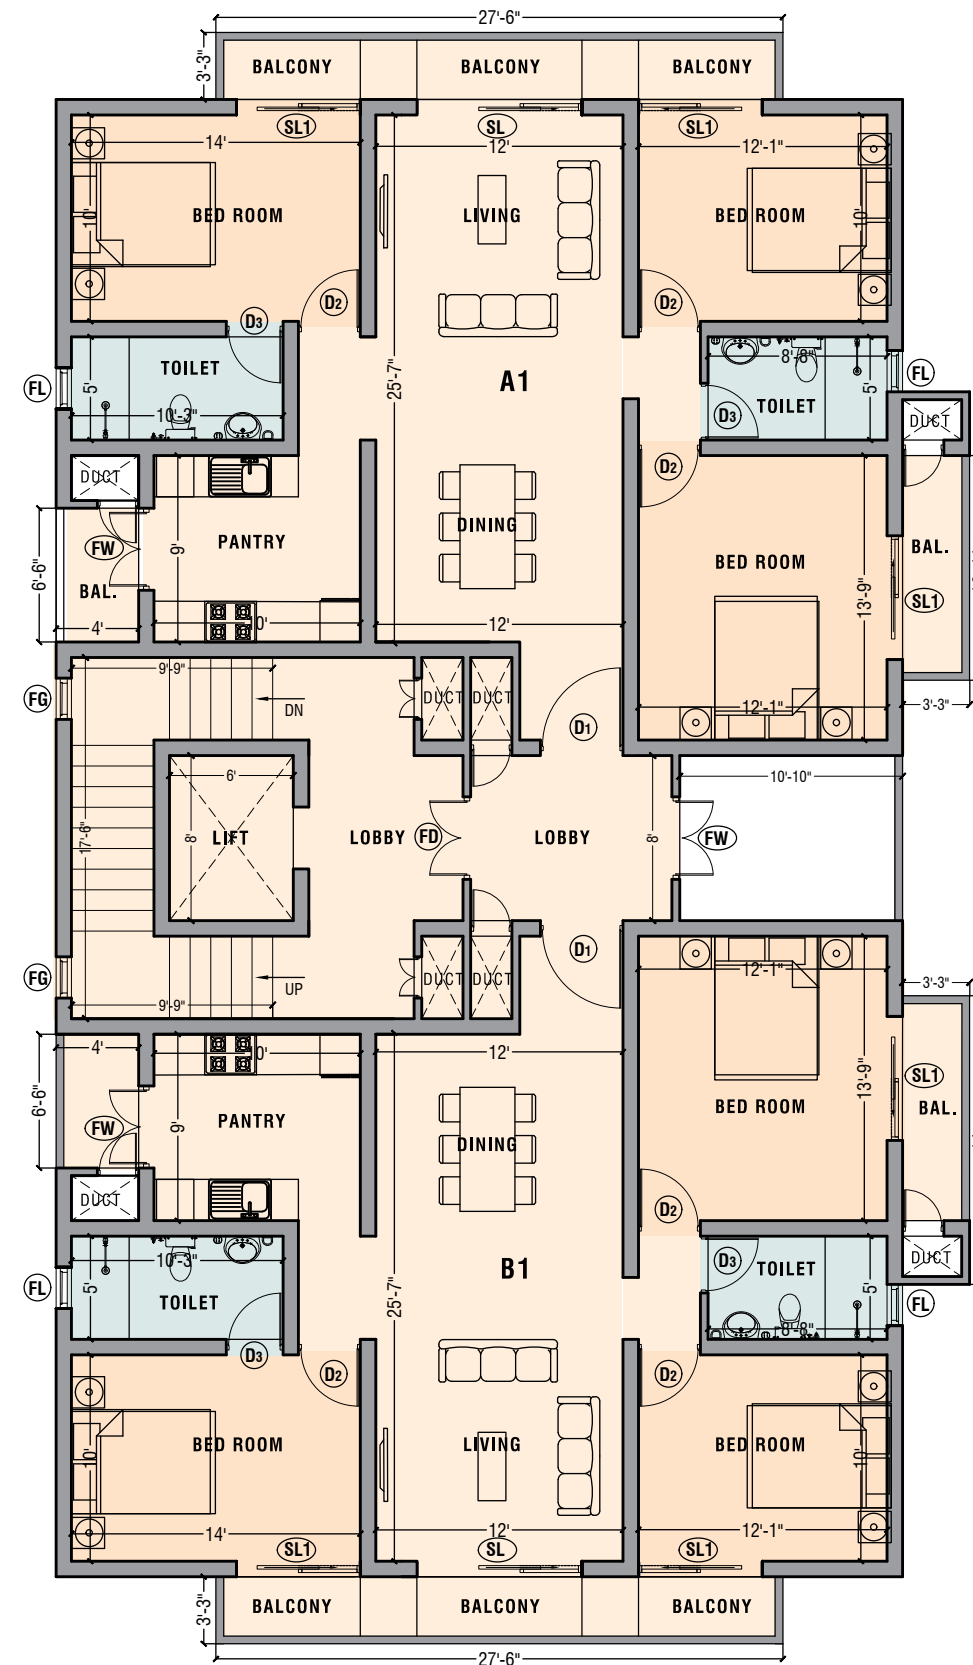 27'-6"
3'-3"
BALCONY BALCONY BALCONY
SL1 SL SL1
14' 12' 12'-1"
10' BED ROOM LIVING BED ROOM 10'
D2 D2
D3
TOILET 8'-8"
FL 5' 25'-7" A1 5' FL
10'-3" D3 TOILET
DUCT
D2
DUCT
DINING
FW 9' PANTRY BED ROOM BAL.
6'-6" BAL. 13'-9" SL1
4' 0' 12'
9'-9"
FG DUCT DUCT 12'-1" 3'-3"
DN D1
6' 10'-10"
17'-6" 8' LIFT LOBBY FD LOBBY 8' FW
D1
FG DUCT DUCT 12'-1" 3'-3"
UP
9'-9"
4' 0' 12'
6'-6" 13'-9" SL1
FW 9' PANTRY DINING BED ROOM BAL.
DUCT
D2
10'-3" D3 TOILET DUCT
FL 5' 25'-7" B1 5' FL
TOILET 8'-8"
D3
D2 D2
10' BED ROOM LIVING BED ROOM 10'
14' 12' 12'-1"
SL1 SL SL1
BALCONY BALCONY BALCONY
3'-3"
27'-6"